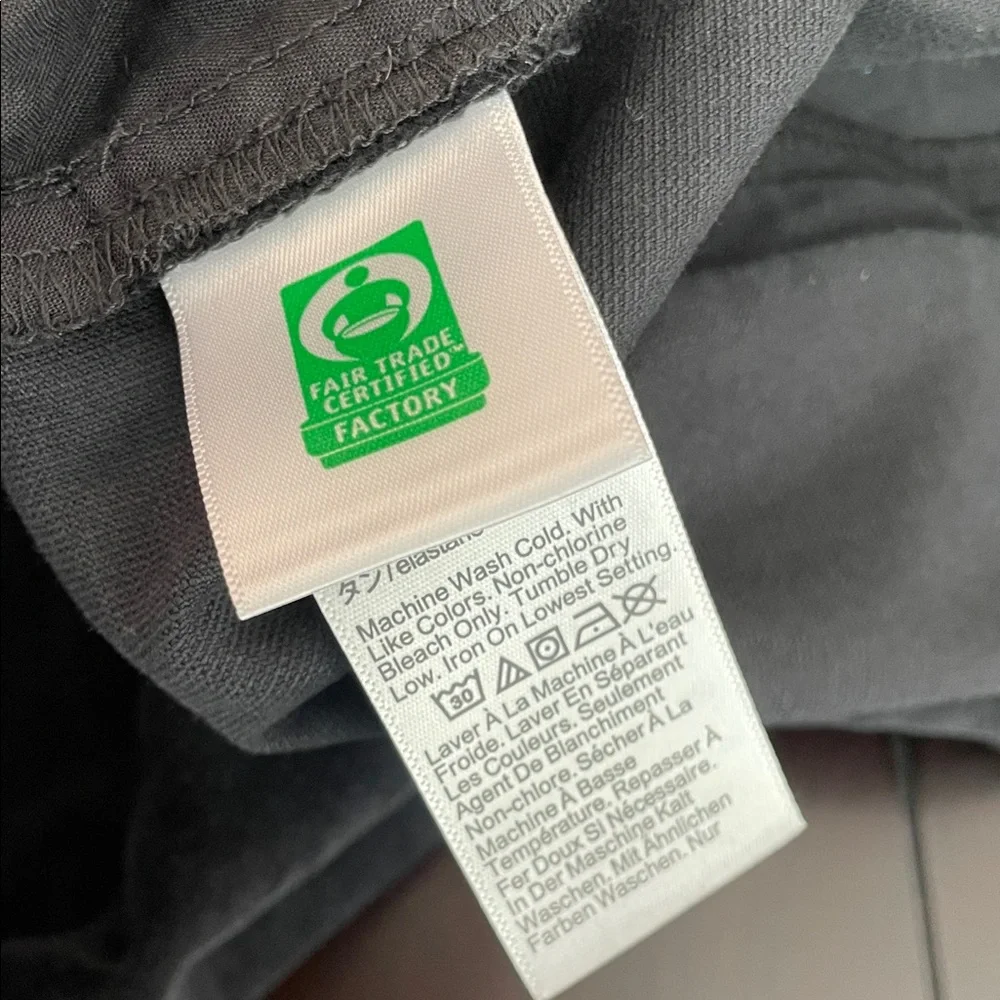 FAIR TRADE
CERTIFIED™
FACTORY
タン/elastane
Machine Wash Cold. With
Like Colors. Non-chlorine
Bleach Only. Tumble Dry
Low. Iron On Lowest Setting.
30
Laver À La Machine À L'eau
Froide. Laver En Séparant
Les Couleurs. Seulement
Agent De Blanchiment
Non-chlore. Sécher À La
Machine À Basse
Température. Repasser À
Fer Doux Si Nécessaire.
In Der Maschine Kalt
Waschen. Mit Ähnlichen
Farben Waschen. Nur